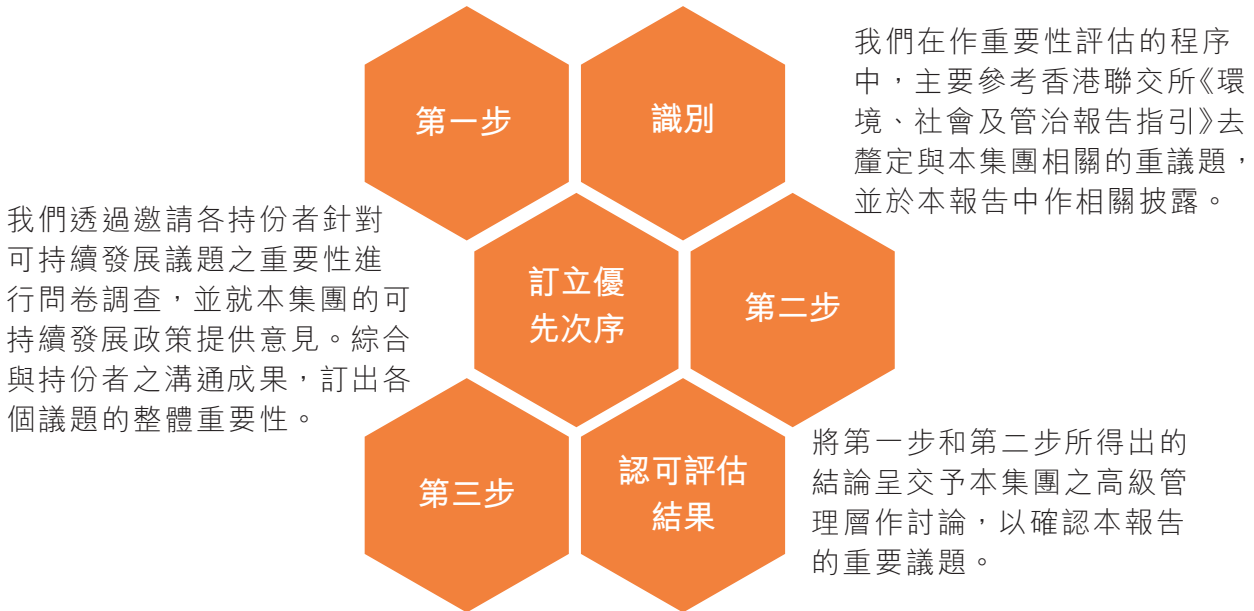 第一步
識別
我們在作重要性評估的程序
中，主要參考香港聯交所《環
境、社會及管治報告指引》去
釐定與本集團相關的重議題，
並於本報告中作相關披露。
我們透過邀請各持份者針對
可持續發展議題之重要性進
行問卷調查，並就本集團的可
持續發展政策提供意見。綜合
與持份者之溝通成果，訂出各
個議題的整體重要性。
訂立優
先次序
第二步
第三步
認可評估
結果
將第一步和第二步所得出的
結論呈交予本集團之高級管
理層作討論，以確認本報告
的重要議題。